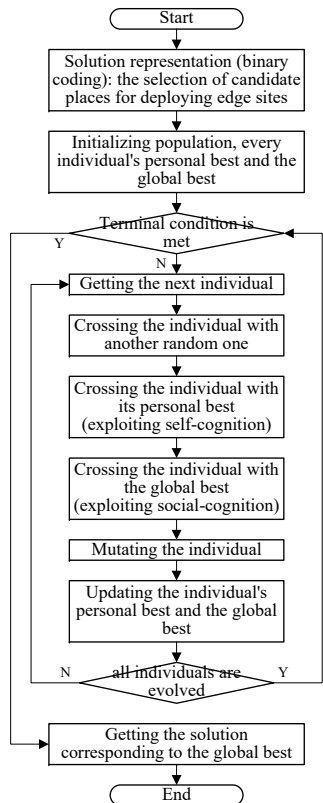 Start
Solution representation (binary
coding): the selection of candidate
places for deploying edge sites
Initializing population, every
individual's personal best and the
global best
Terminal condition is
met
Y
N
Getting the next individual
Crossing the individual with
another random one
Crossing the individual with
its personal best
(exploiting self-cognition)
Crossing the individual with
the global best
(exploiting social-cognition)
Mutating the individual
Updating the individual's
personal best and the global
best
N
all individuals are
evolved
Y
Getting the solution
corresponding to the global best
End